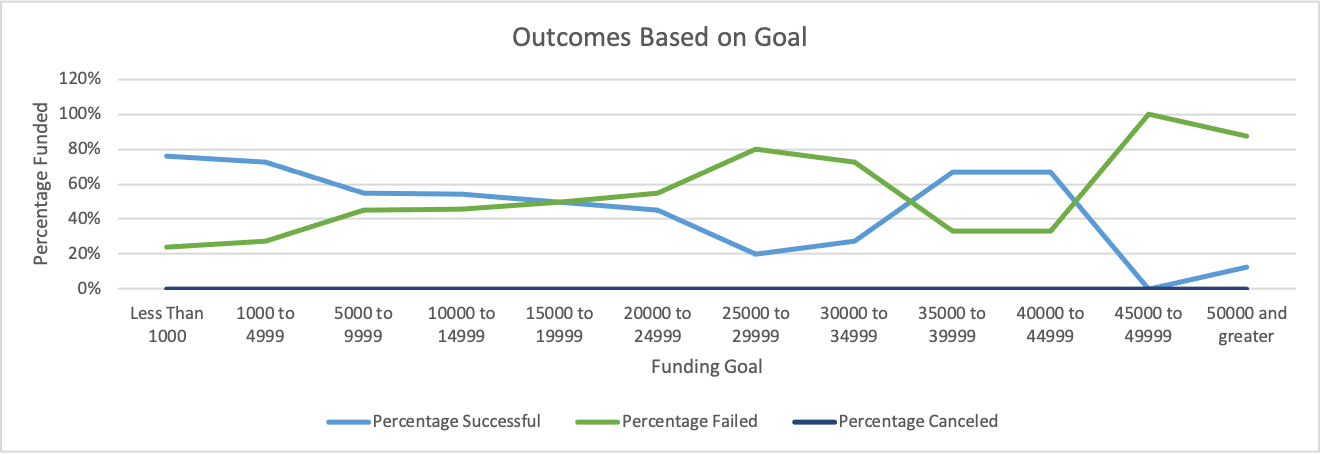 Outcomes Based on Goal
Percentage Funded
120%
100%
80%
60%
40%
20%
0%
Less Than
1000
1000 to
4999
5000 to
9999
10000 to
14999
15000 to
19999
20000 to
24999
25000 to
29999
30000 to
34999
35000 to
39999
40000 to
44999
45000 to
49999
50000 and
greater
Funding Goal
Percentage Successful
Percentage Failed
Percentage Canceled